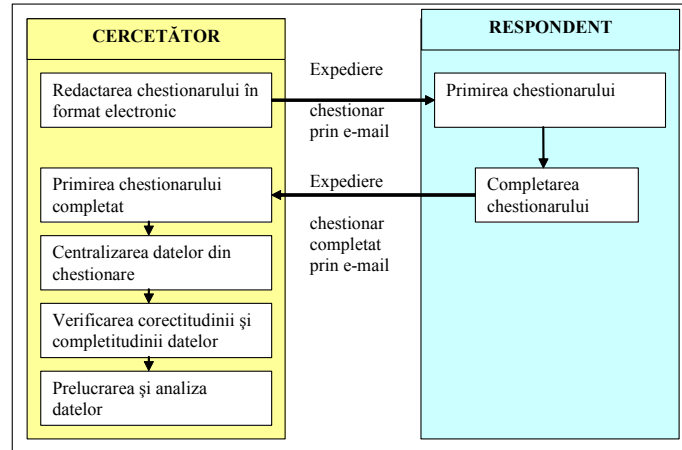 CERCETĂTOR
RESPONDENT
Redactarea chestionarului în
format electronic
Expediere
chestionar
prin e-mail
Primirea chestionarului
Completarea
chestionarului
Expediere
chestionar
completat
prin e-mail
Primirea chestionarului
completat
Centralizarea datelor din
chestionare
Verificarea corectitudinii şi
completitudinii datelor
Prelucrarea şi analiza
datelor